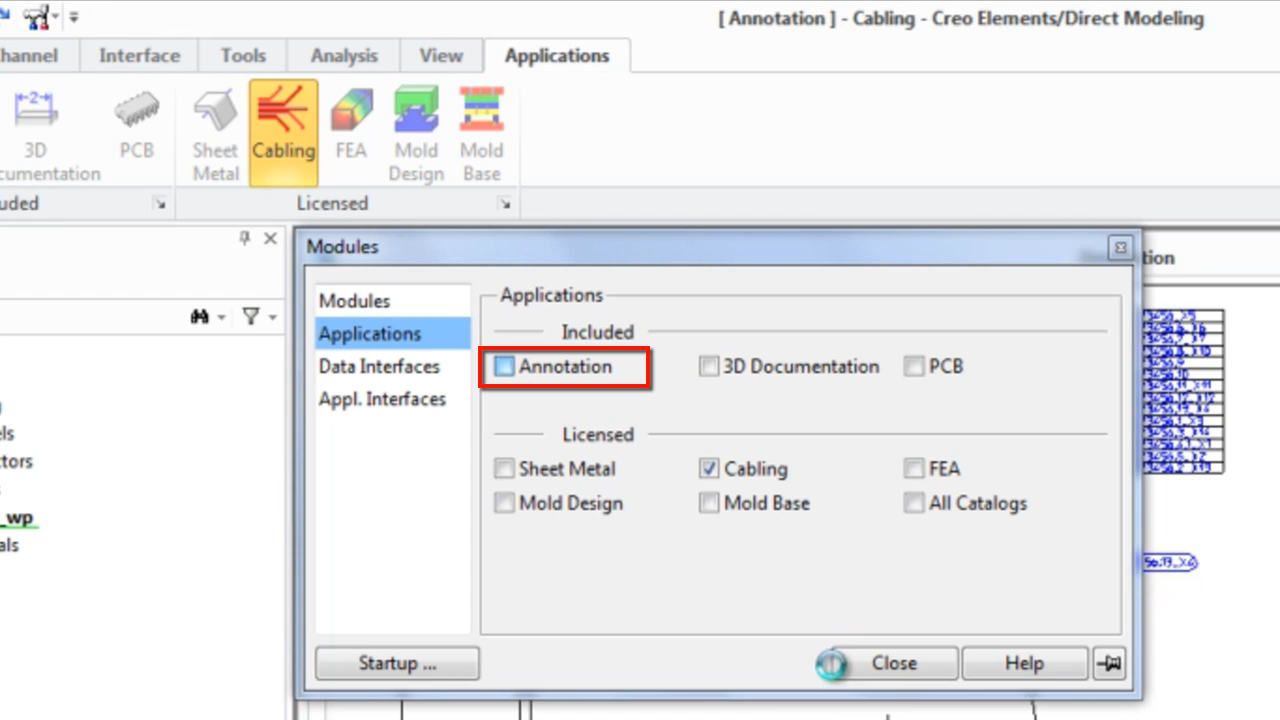 [ Annotation ] - Cabling - Creo Elements/Direct Modeling
hannel Interface Tools Analysis View Applications
3D PCB Sheet Cabling FEA Mold Mold
cumentation Metal Design Base
uded Licensed
Modules
tion
Modules
Applications
Data Interfaces
Appl. Interfaces
Applications
Included
Annotation 3D Documentation PCB
Licensed
Sheet Metal Cabling FEA
Mold Design Mold Base All Catalogs
ls
tors
_wp
als
Startup ... Close Help